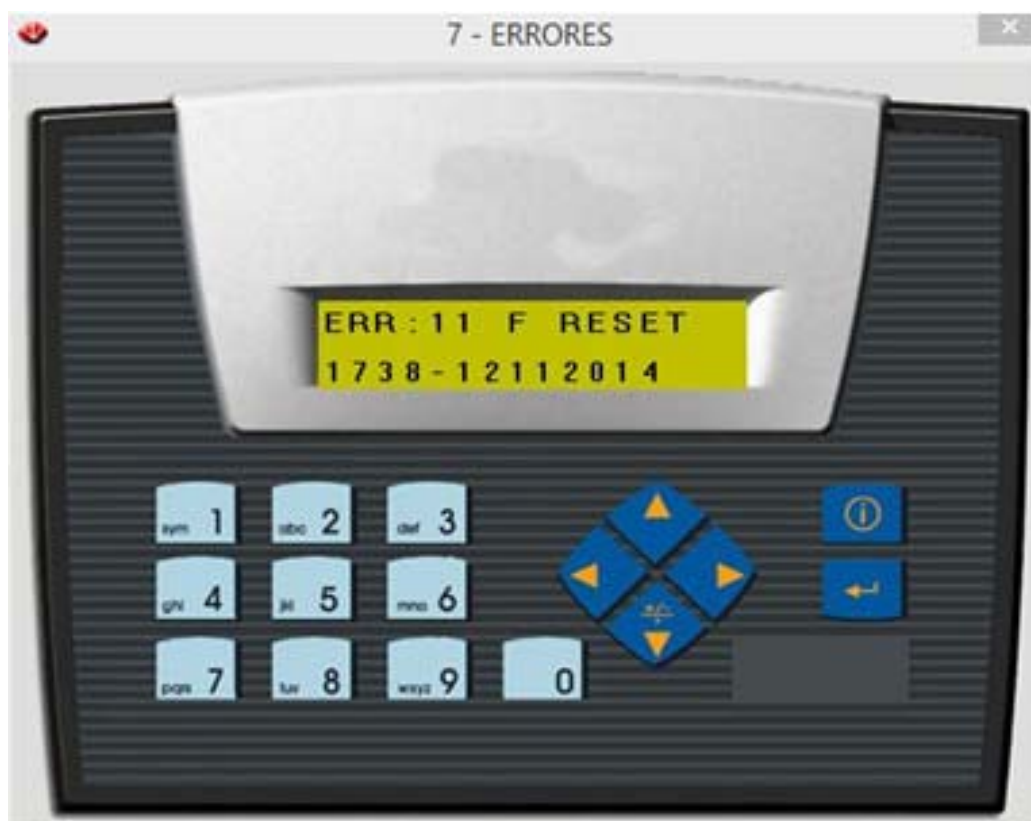 7 - ERRORES
ERR:11 F RESET
1738-12112014
sym 1
abc 2
def 3
ghi 4
jkl 5
mno 6
+/-
pqrs 7
tuv 8
wxyz 9
0